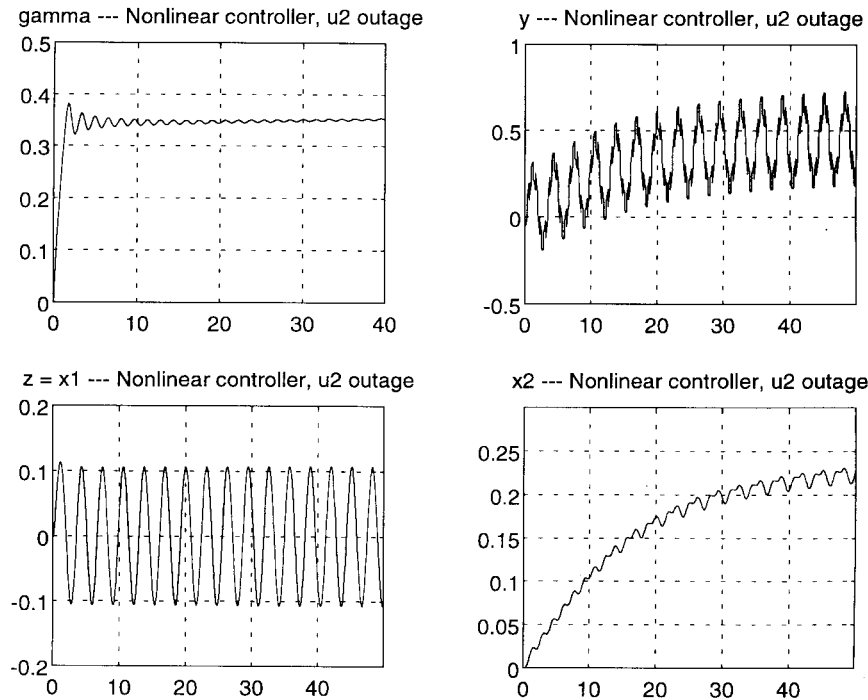 gamma --- Nonlinear controller, u2 outage
0.5
0.4
0.3
0.2
0.1
0
0 10 20 30 40
y --- Nonlinear controller, u2 outage
1
0.5
0
-0.5
0 10 20 30 40
z = x1 --- Nonlinear controller, u2 outage
0.2
0.1
0
-0.1
-0.2
0 10 20 30 40
x2 --- Nonlinear controller, u2 outage
0.25
0.2
0.15
0.1
0.05
0
0 10 20 30 40